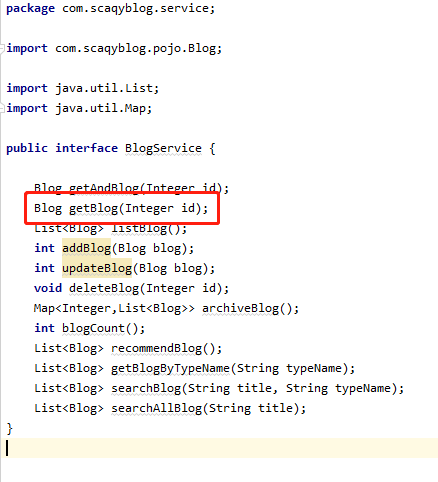 package com.scaqyblog.service;
import com.scaqyblog.pojo.Blog;
import java.util.List;
import java.util.Map;
public interface BlogService {
Blog getAndBlog(Integer id);
Blog getBlog(Integer id);
List<Blog> listBlog();
int addBlog(Blog blog);
int updateBlog(Blog blog);
void deleteBlog(Integer id);
Map<Integer,List<Blog>> archiveBlog();
int blogCount();
List<Blog> recommendBlog();
List<Blog> getBlogByTypeName(String typeName);
List<Blog> searchBlog(String title, String typeName);
List<Blog> searchAllBlog(String title);
}